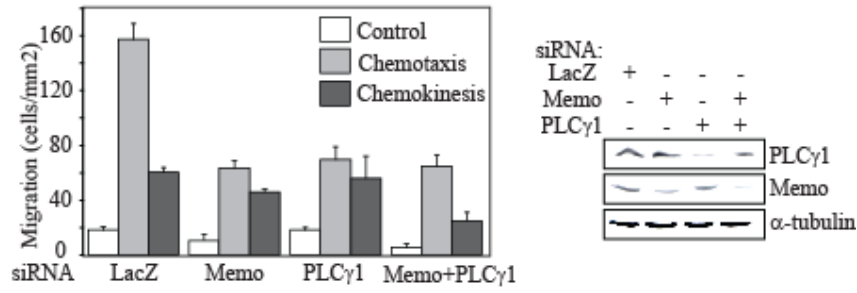 Migration (cells/mm2)
160
120
80
40
0
Control
Chemotaxis
Chemokinesis
siRNA LacZ Memo PLCγ1 Memo+PLCγ1
siRNA:
LacZ + - - -
Memo - + - +
PLCγ1 - - + +
PLCγ1
Memo
α-tubulin